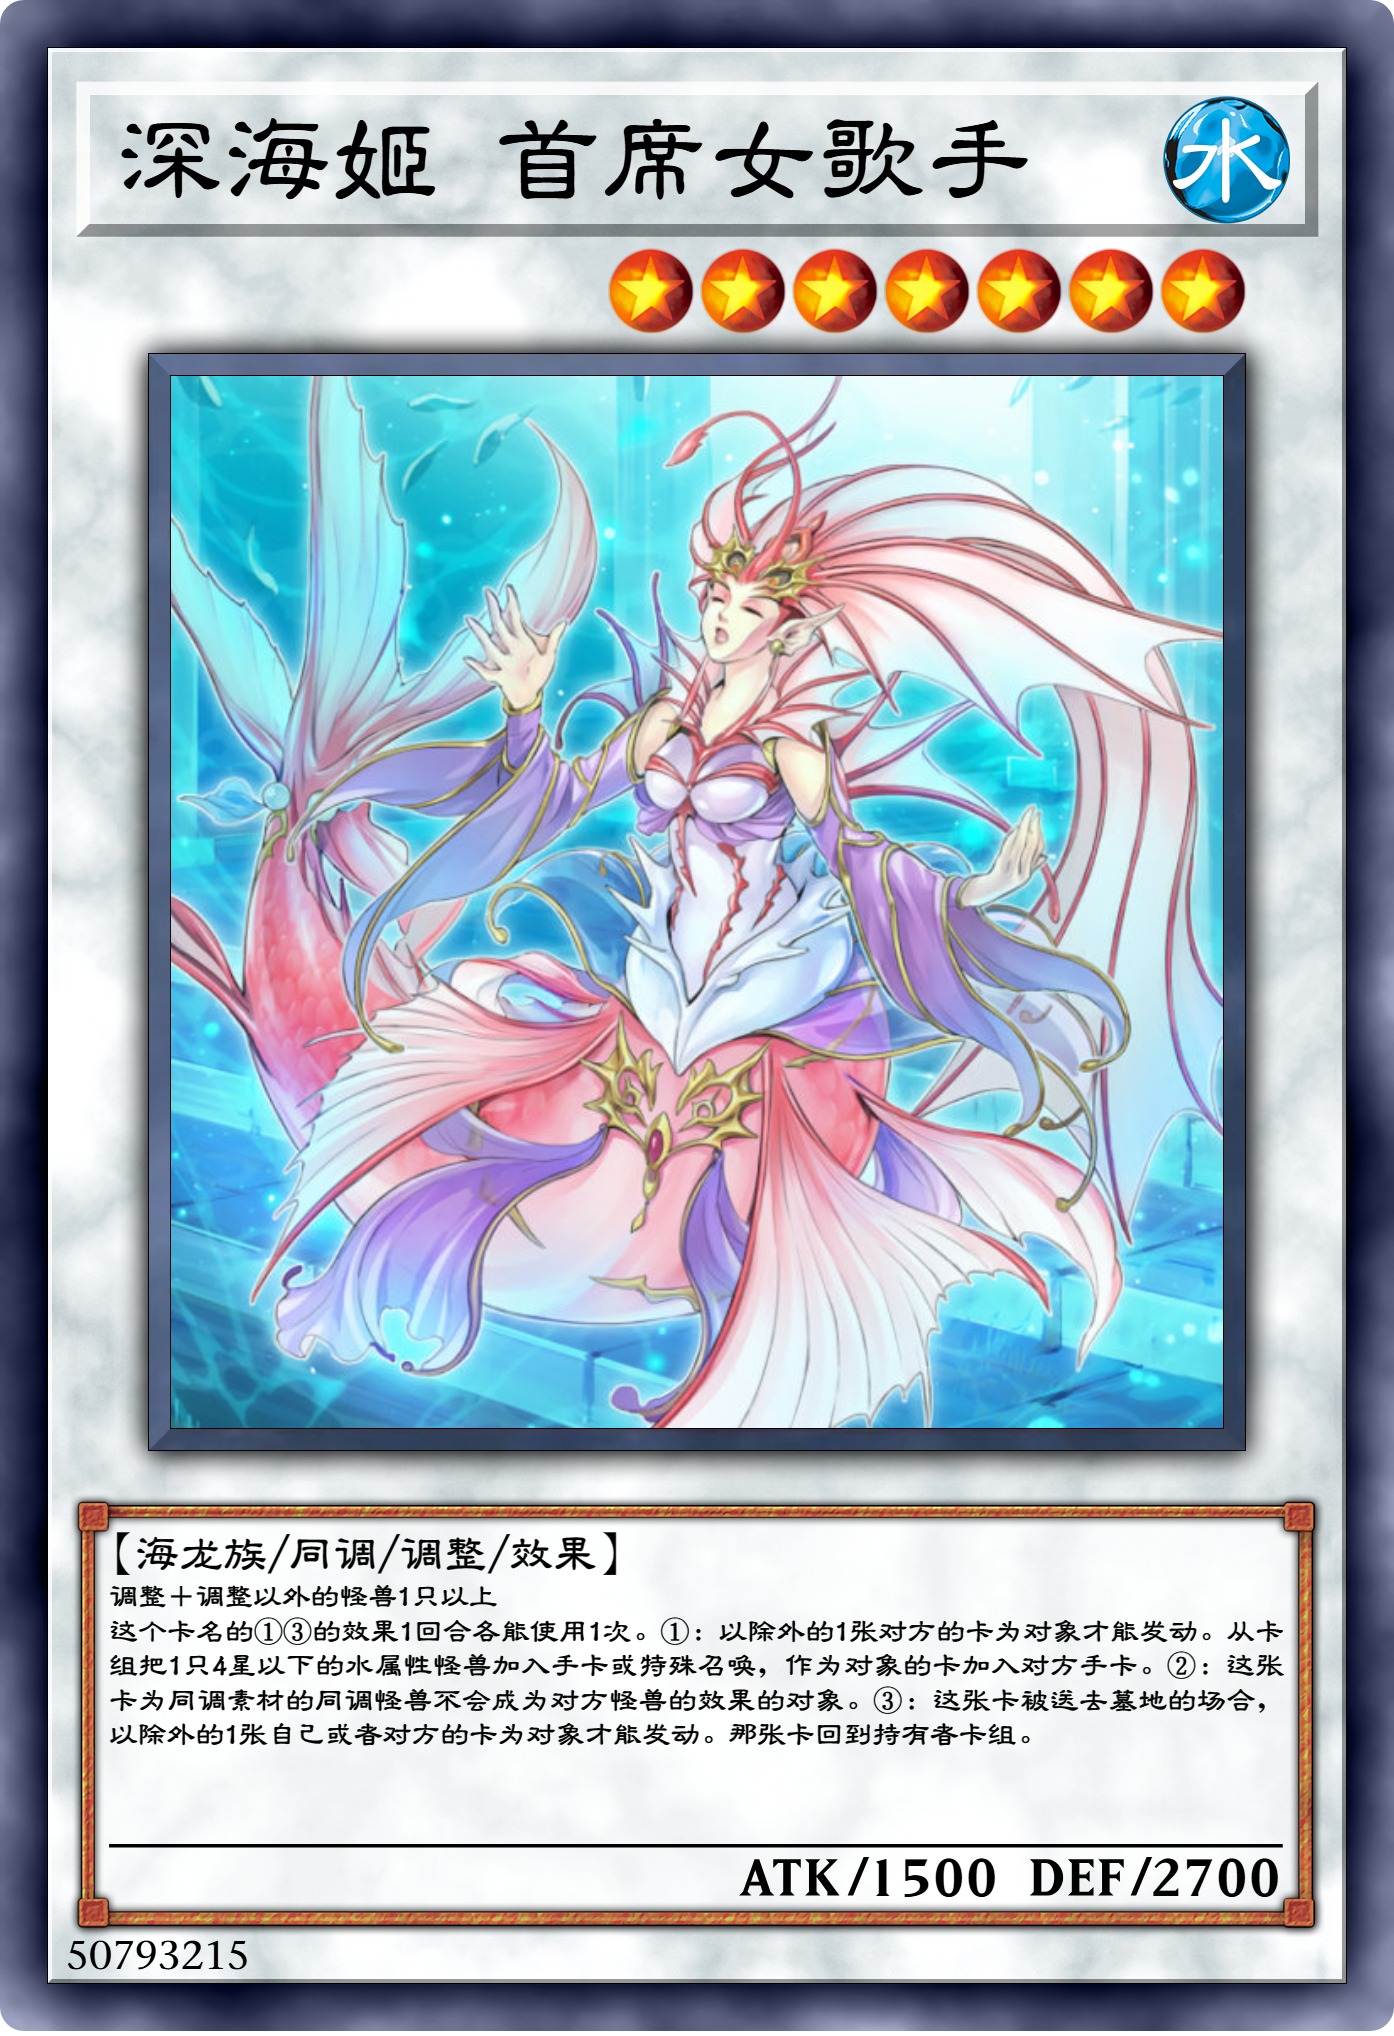 深海姬 首席女歌手
水
【海龙族/同调/调整/效果】
调整＋调整以外的怪兽1只以上
这个卡名的①③的效果1回合各能使用1次。①：以除外的1张对方的卡为对象才能发动。从卡
组把1只4星以下的水属性怪兽加入手卡或特殊召唤，作为对象的卡加入对方手卡。②：这张
卡为同调素材的同调怪兽不会成为对方怪兽的效果的对象。③：这张卡被送去墓地的场合，
以除外的1张自己或者对方的卡为对象才能发动。那张卡回到持有者卡组。
ATK/1500 DEF/2700
50793215